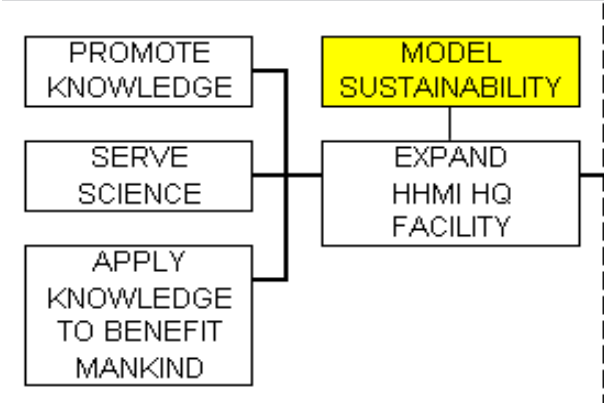 PROMOTE
KNOWLEDGE
MODEL
SUSTAINABILITY
SERVE
SCIENCE
EXPAND
HHMI HQ
FACILITY
APPLY
KNOWLEDGE
TO BENEFIT
MANKIND